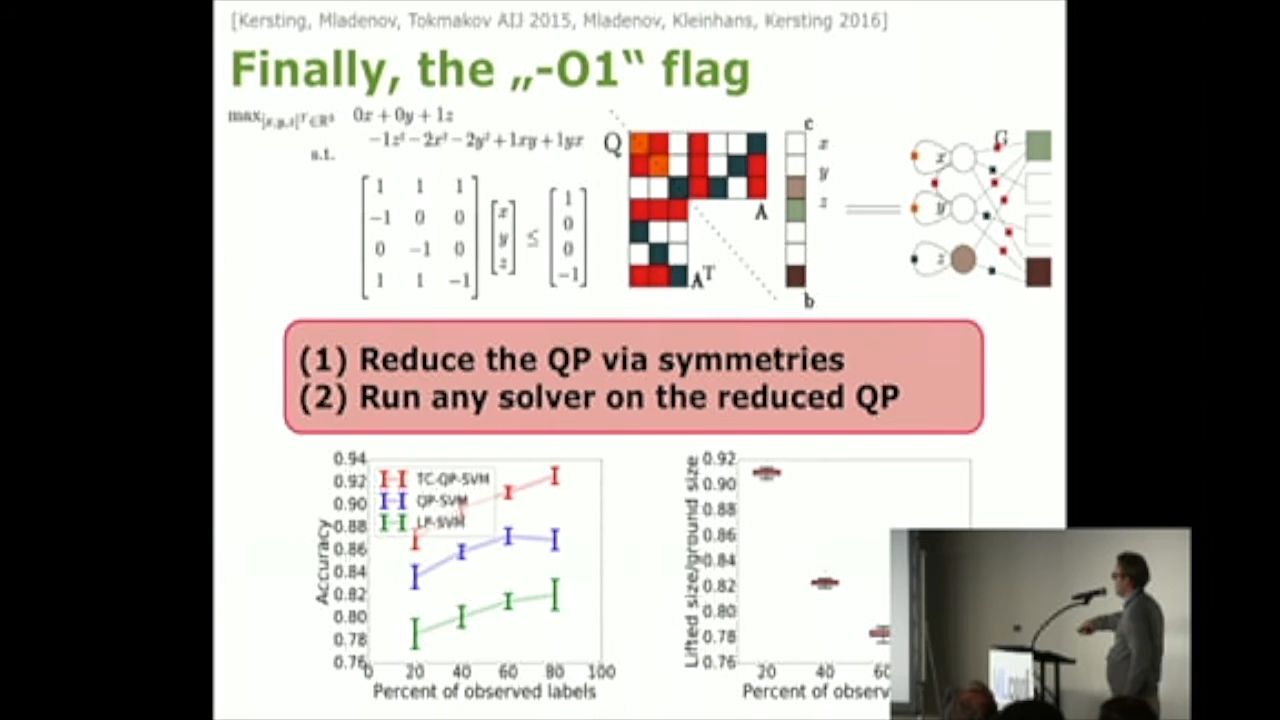 [Kersting, Mladenov, Tokmakov AIJ 2015, Mladenov, Kleinhans, Kersting 2016]
Finally, the „-O1“ flag
max[x,y,z]ᵀ∈ℝ³ 0x + 0y + 1z
−1z² − 2x² − 2y² + 1xy + 1yx
s.t.
1 1 1
−1 0 0
0 −1 0
1 1 −1
x
y
z
≤
1
0
0
−1
Q
A
Aᵀ
c
x
y
z
b
G
x
y
z
(1) Reduce the QP via symmetries
(2) Run any solver on the reduced QP
0.94
0.92
0.90
0.88
0.86
0.84
0.82
0.80
0.78
0.76
Accuracy
TC-QP-SVM
QP-SVM
LP-SVM
0 20 40 60 80 100
Percent of observed labels
0.92
0.90
0.88
0.86
0.84
0.82
0.80
0.78
0.76
Lifted size/ground size
20 40 60
Percent of observ